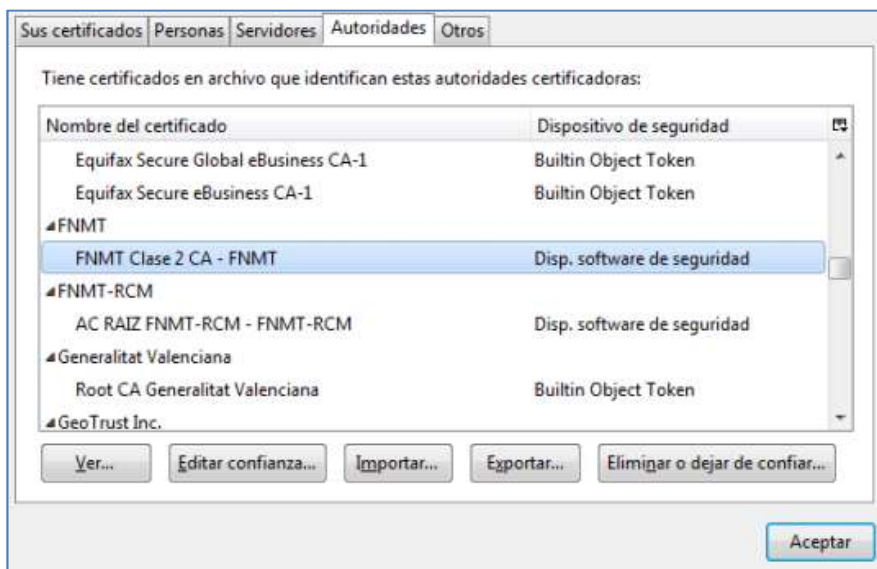 Sus certificados Personas Servidores Autoridades Otros
Tiene certificados en archivo que identifican estas autoridades certificadoras:
Nombre del certificado Dispositivo de seguridad
Equifax Secure Global eBusiness CA-1 Builtin Object Token
Equifax Secure eBusiness CA-1 Builtin Object Token
FNMT
FNMT Clase 2 CA - FNMT Disp. software de seguridad
FNMT-RCM
AC RAIZ FNMT-RCM - FNMT-RCM Disp. software de seguridad
Generalitat Valenciana
Root CA Generalitat Valenciana Builtin Object Token
GeoTrust Inc.
Ver... Editar confianza... Importar... Exportar... Eliminar o dejar de confiar...
Aceptar